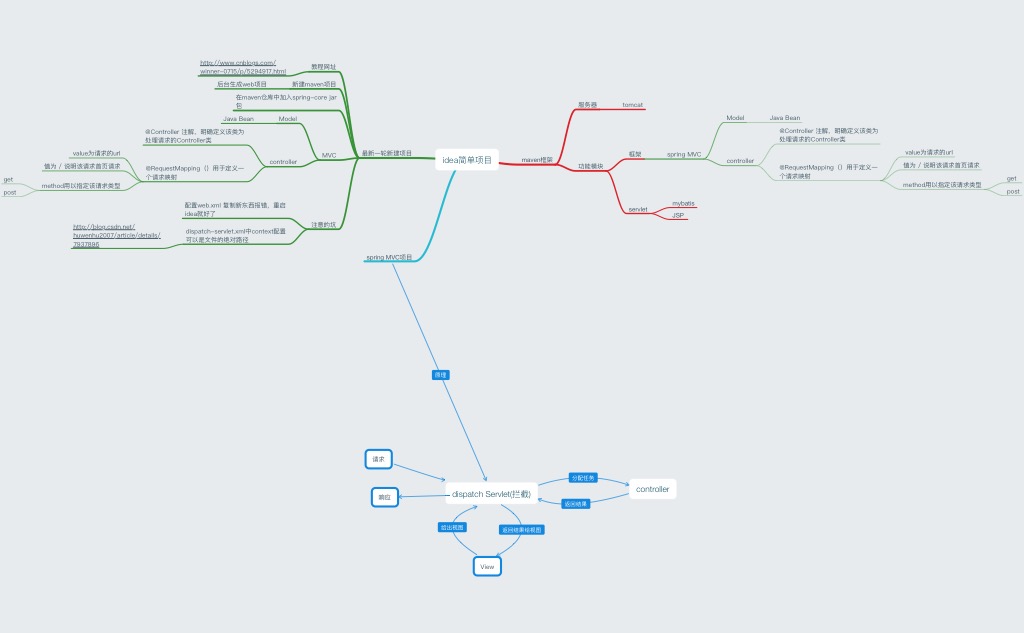 idea简单项目
最新一轮新建项目
教程网址
http://www.cnblogs.com/
winner-0715/p/5294917.html
新建maven项目
后台生成web项目
在maven仓库中加入spring-core jar
包
MVC
Model
Java Bean
controller
@Controller 注解，明确定义该类为
处理请求的Controller类
@RequestMapping（）用于定义一
个请求映射
value为请求的url
值为 / 说明该请求首页请求
method用以指定该请求类型
get
post
注意的坑
配置web.xml 复制新东西报错，重启
idea就好了
dispatch-servlet.xml中context配置
可以是文件的绝对路径
http://blog.csdn.net/
huwenhu2007/article/details/
7937886
maven框架
服务器
tomcat
功能模块
框架
spring MVC
Model
Java Bean
controller
@Controller 注解，明确定义该类为
处理请求的Controller类
@RequestMapping（）用于定义一
个请求映射
value为请求的url
值为 / 说明该请求首页请求
method用以指定该请求类型
get
post
servlet
mybatis
JSP
spring MVC项目
原理
请求
响应
dispatch Servlet(拦截)
分配任务
controller
返回结果
给出视图
返回结果给视图
View